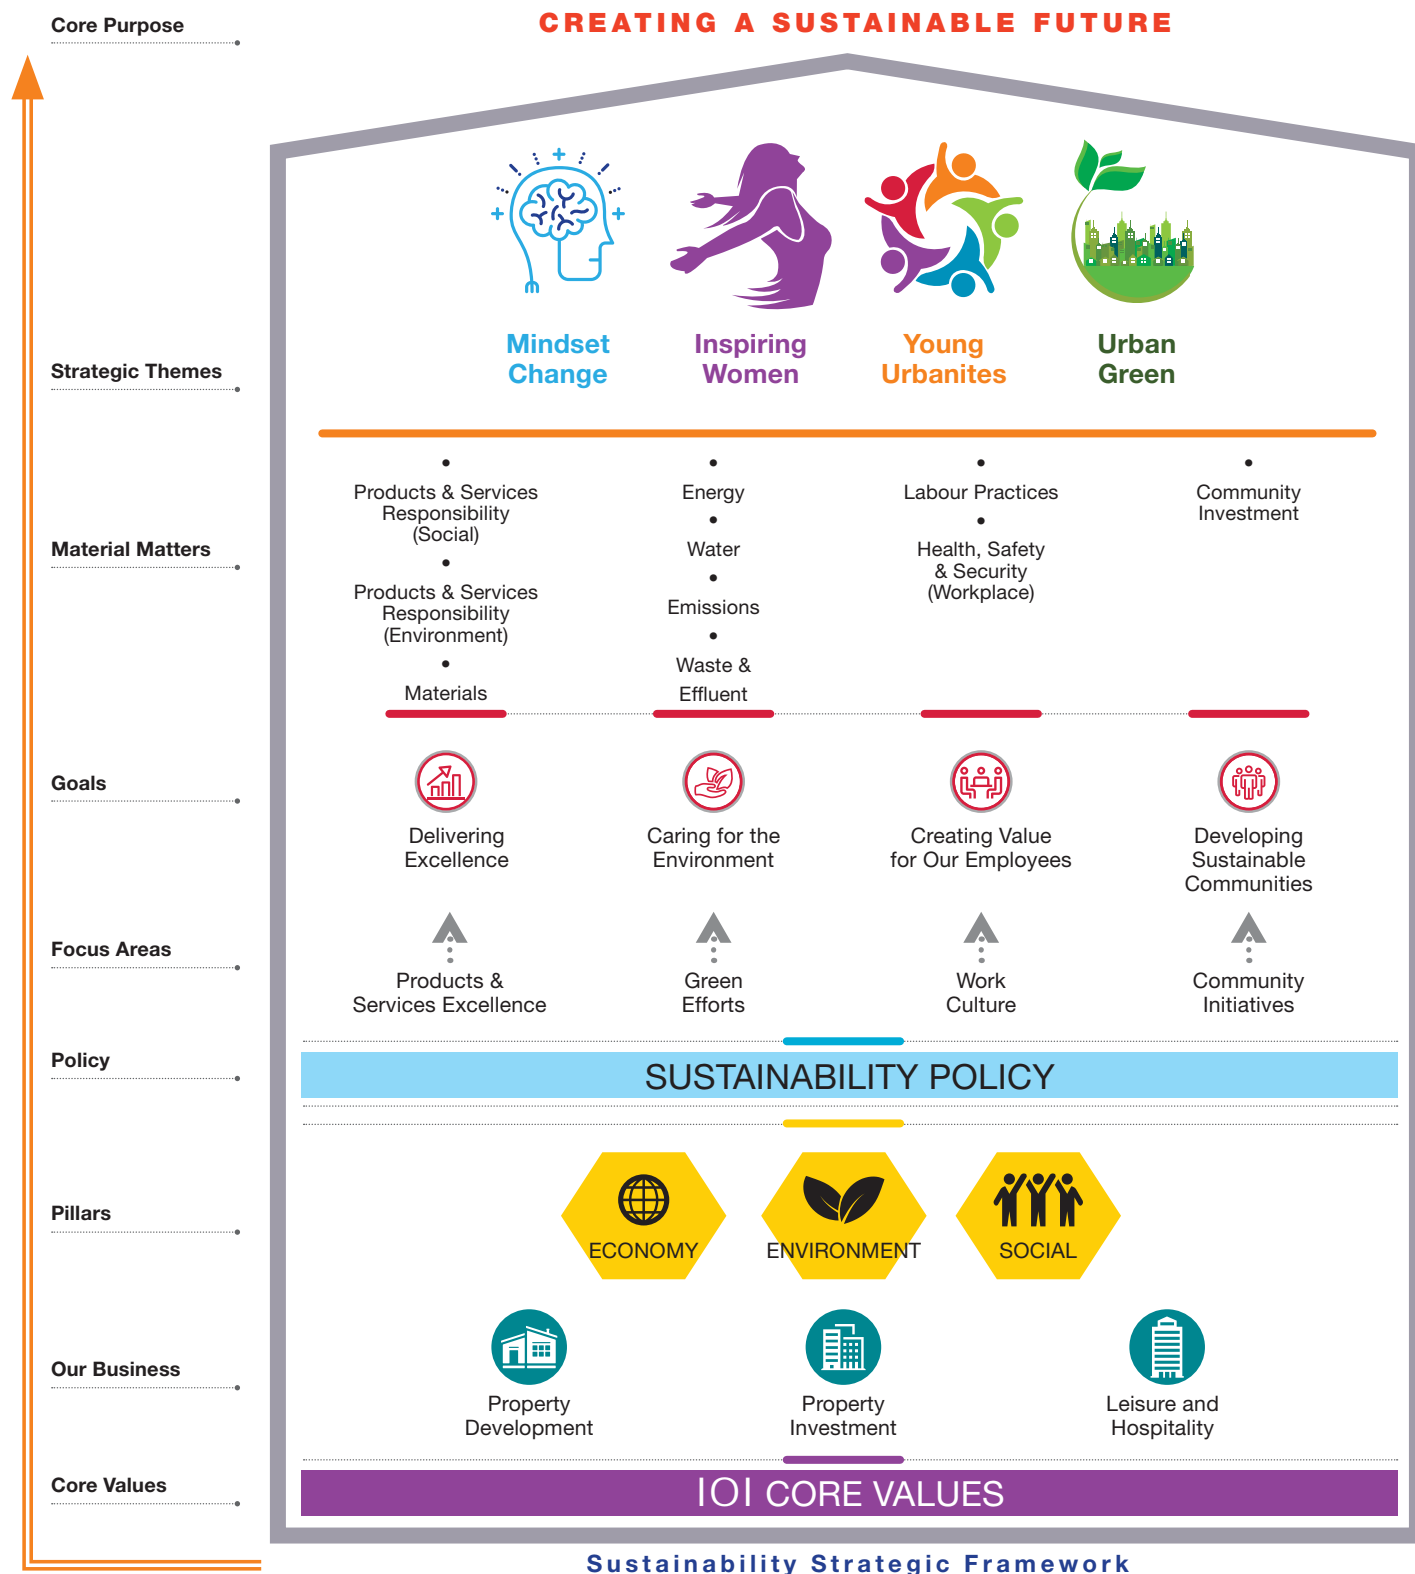 Core Purpose
CREATING A SUSTAINABLE FUTURE
Strategic Themes
Mindset
Change
Inspiring
Women
Young
Urbanites
Urban
Green
Material Matters
•
Products & Services
Responsibility
(Social)
•
Products & Services
Responsibility
(Environment)
•
Materials
•
Energy
•
Water
•
Emissions
•
Waste &
Effluent
•
Labour Practices
•
Health, Safety
& Security
(Workplace)
•
Community
Investment
Goals
Delivering
Excellence
Caring for the
Environment
Creating Value
for Our Employees
Developing
Sustainable
Communities
Focus Areas
Products &
Services Excellence
Green
Efforts
Work
Culture
Community
Initiatives
Policy
SUSTAINABILITY POLICY
Pillars
ECONOMY
ENVIRONMENT
SOCIAL
Our Business
Property
Development
Property
Investment
Leisure and
Hospitality
Core Values
IOI CORE VALUES
Sustainability Strategic Framework